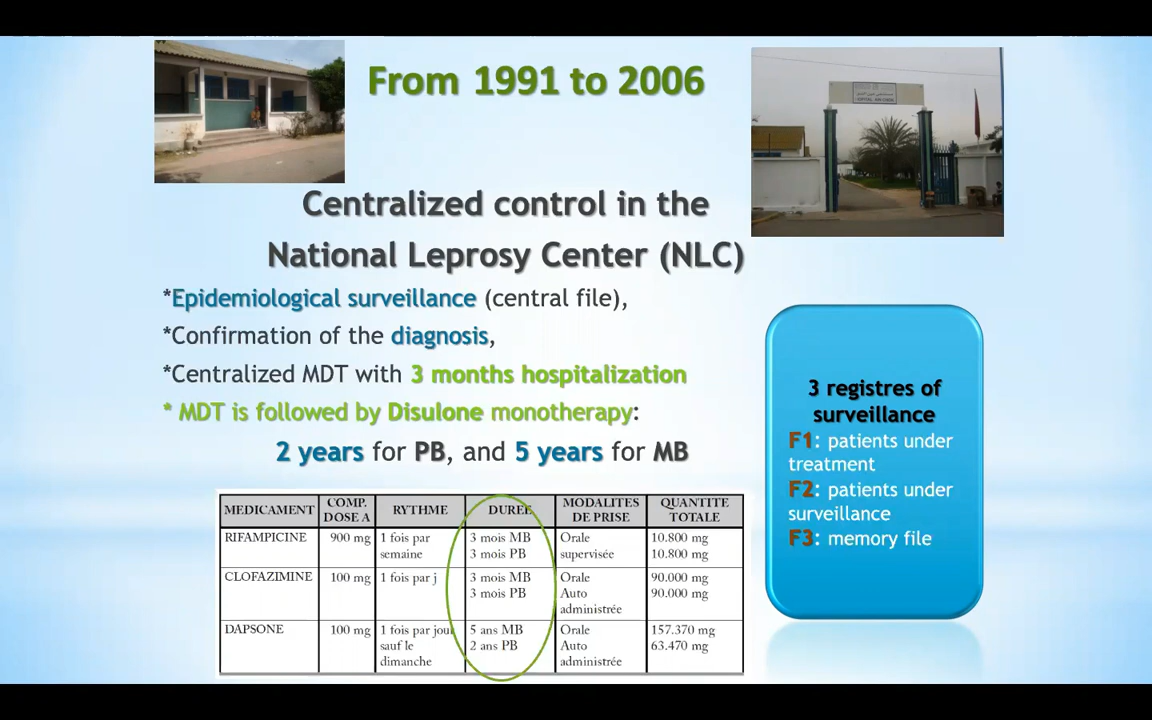 From 1991 to 2006
Centralized control in the
National Leprosy Center (NLC)
*Epidemiological surveillance (central file),
*Confirmation of the diagnosis,
*Centralized MDT with 3 months hospitalization
* MDT is followed by Disulone monotherapy:
2 years for PB, and 5 years for MB
3 registres of
surveillance
F1: patients under
treatment
F2: patients under
surveillance
F3: memory file
MEDICAMENT COMP. DOSE A RYTHME DUREE MODALITES DE PRISE QUANTITE TOTALE
RIFAMPICINE 900 mg 1 fois par semaine 3 mois MB 3 mois PB Orale supervisée 10.800 mg 10.800 mg
CLOFAZIMINE 100 mg 1 fois par j 3 mois MB 3 mois PB Orale Auto administrée 90.000 mg 90.000 mg
DAPSONE 100 mg 1 fois par jour sauf le dimanche 5 ans MB 2 ans PB Orale Auto administrée 157.370 mg 63.470 mg